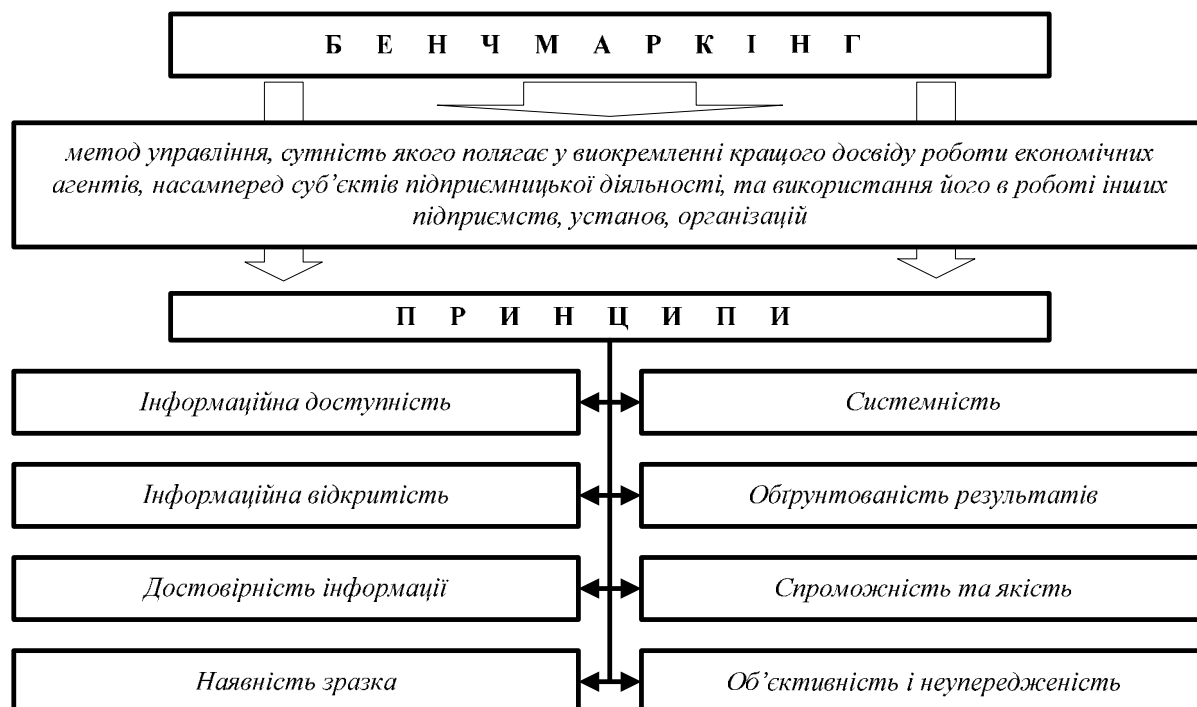 Б Е Н Ч М А Р К І Н Г
метод управління, сутність якого полягає у виокремленні кращого досвіду роботи економічних
агентів, насамперед суб’єктів підприємницької діяльності, та використання його в роботі інших
підприємств, установ, організацій
П Р И Н Ц И П И
Інформаційна доступність
Системність
Інформаційна відкритість
Обґрунтованість результатів
Достовірність інформації
Спроможність та якість
Наявність зразка
Об’єктивність і неупередженість